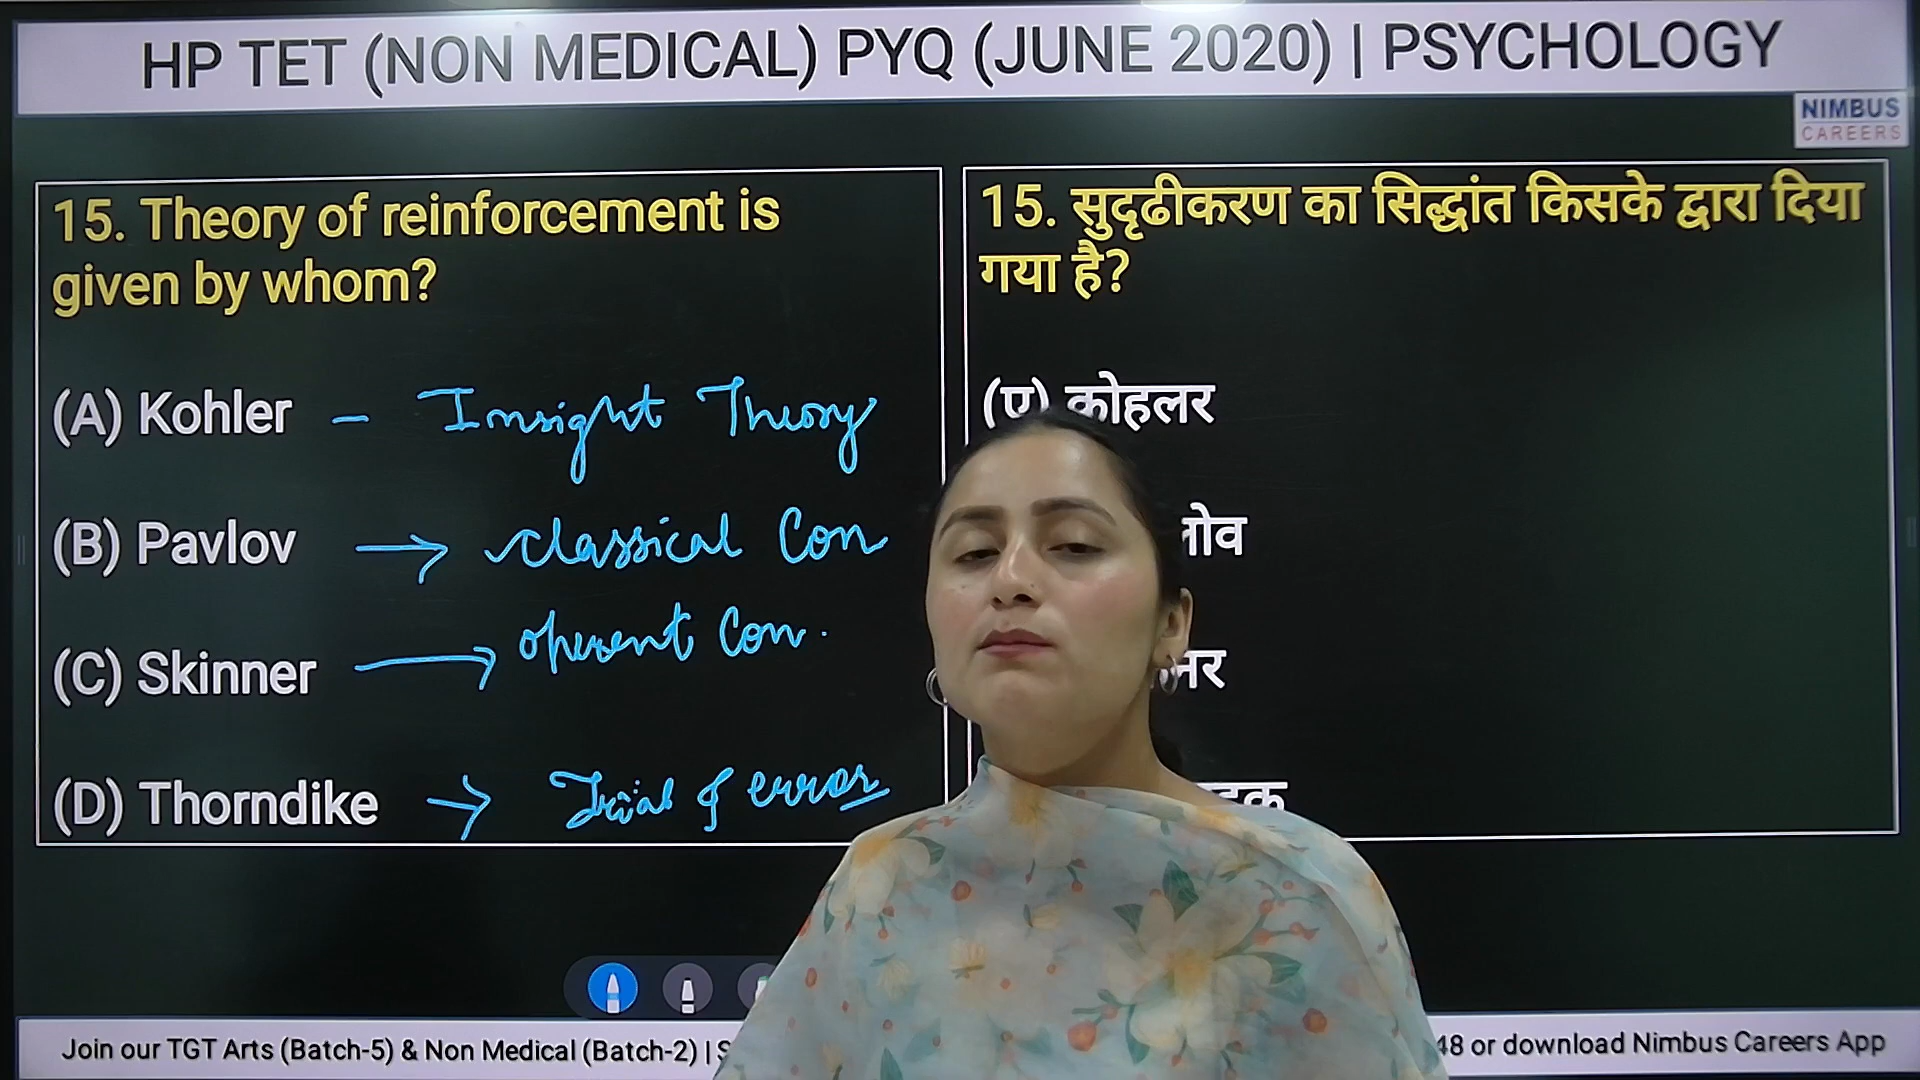 HP TET (NON MEDICAL) PYQ (JUNE 2020) | PSYCHOLOGY
NIMBUS
CAREERS
15. Theory of reinforcement is
given by whom?
(A) Kohler – Insight Theory
(B) Pavlov → classical Con
(C) Skinner → operent Con.
(D) Thorndike → Trial & error
15. सुदृढीकरण का सिद्धांत किसके द्वारा दिया
गया है?
(ए) कोहलर
Join our TGT Arts (Batch-5) & Non Medical (Batch-2) |
48 or download Nimbus Careers App